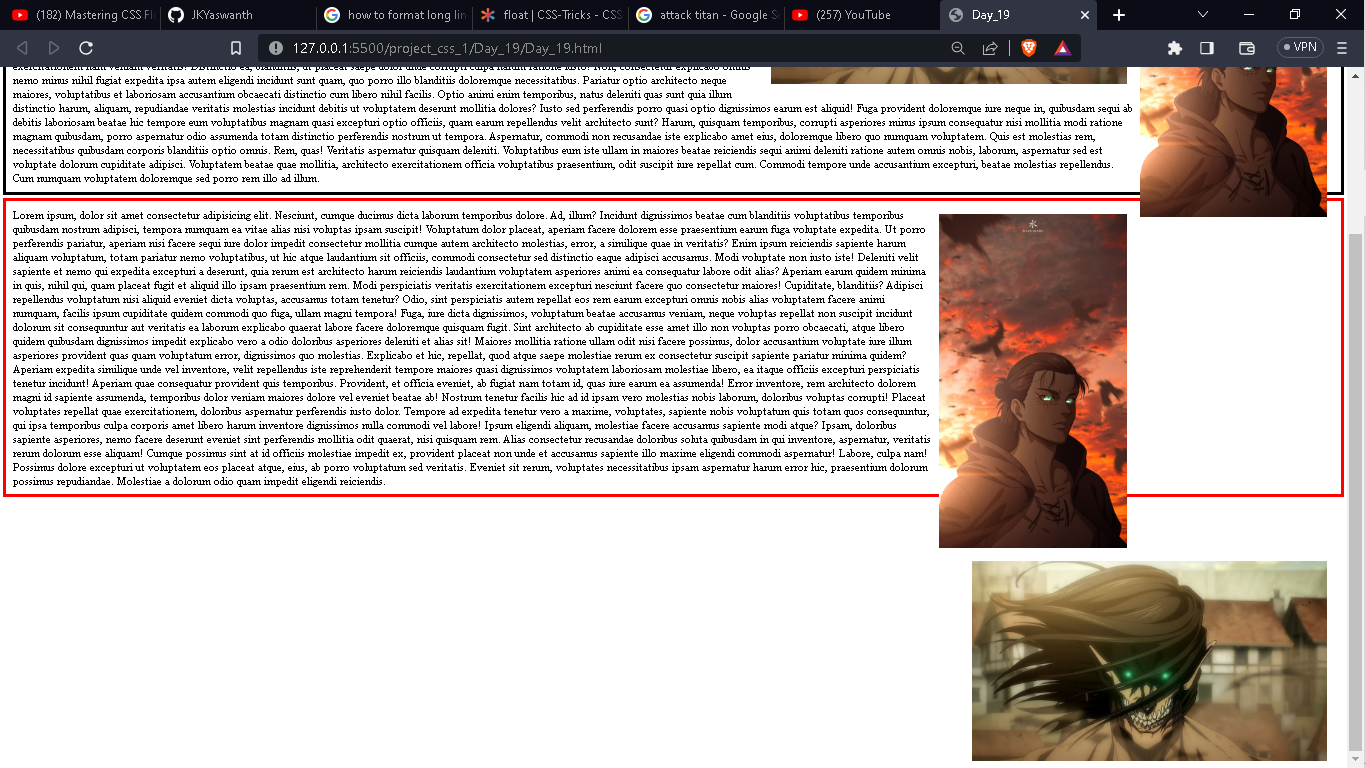 (182) Mastering CSS Fl
JKYaswanth
how to format long lin
float | CSS-Tricks - CSS
attack titan - Google Se
(257) YouTube
Day_19
127.0.0.1:5500/project_css_1/Day_19/Day_19.html
VPN
nemo minus nihil fugiat expedita ipsa autem eligendi incidunt sunt quam, quo porro illo blanditiis doloremque necessitatibus. Pariatur optio architecto neque
maiores, voluptatibus et laboriosam accusantium obcaecati distinctio cum libero nihil facilis. Optio animi enim temporibus, natus deleniti quas sunt quia illum
distinctio harum, aliquam, repudiandae veritatis molestias incidunt debitis ut voluptatem deserunt mollitia dolores? Iusto sed perferendis porro quasi optio dignissimos earum est aliquid! Fuga provident doloremque iure neque in, quibusdam sequi ab
debitis laboriosam beatae hic tempore eum voluptatibus magnam quasi excepturi optio officiis, quam earum repellendus velit architecto sunt? Harum, quisquam temporibus, corrupti asperiores minus ipsum consequatur nisi mollitia modi ratione
magnam quibusdam, porro aspernatur odio assumenda totam distinctio perferendis nostrum ut tempora. Aspernatur, commodi non recusandae iste explicabo amet eius, doloremque libero quo numquam voluptatem. Quis est molestias rem,
necessitatibus quibusdam corporis blanditiis optio omnis. Rem, quas! Veritatis aspernatur quisquam deleniti. Voluptatibus eum iste ullam in maiores beatae reiciendis sequi animi deleniti ratione autem omnis nobis, laborum, aspernatur sed est
voluptate dolorum cupiditate adipisci. Voluptatem beatae quae mollitia, architecto exercitationem officia voluptatibus praesentium, odit suscipit iure repellat cum. Commodi tempore unde accusantium excepturi, beatae molestias repellendus.
Cum numquam voluptatem doloremque sed porro rem illo ad illum.
Lorem ipsum, dolor sit amet consectetur adipisicing elit. Nesciunt, cumque ducimus dicta laborum temporibus dolore. Ad, illum? Incidunt dignissimos beatae cum blanditiis voluptatibus temporibus
quibusdam nostrum adipisci, tempora numquam ea vitae alias nisi voluptas ipsam suscipit! Voluptatum dolor placeat, aperiam facere dolorem esse praesentium earum fuga voluptate expedita. Ut porro
perferendis pariatur, aperiam nisi facere sequi iure dolor impedit consectetur mollitia cumque autem architecto molestias, error, a similique quae in veritatis? Enim ipsum reiciendis sapiente harum
aliquam voluptatum, totam pariatur nemo voluptatibus, ut hic atque laudantium sit officiis, commodi consectetur sed distinctio eaque adipisci accusamus. Modi voluptate non iusto iste! Deleniti velit
sapiente et nemo qui expedita excepturi a deserunt, quia rerum est architecto harum reiciendis laudantium voluptatem asperiores animi ea consequatur labore odit alias? Aperiam earum quidem minima
in quis, nihil qui, quam placeat fugit et aliquid illo ipsam praesentium rem. Modi perspiciatis veritatis exercitationem excepturi nesciunt facere quo consectetur maiores! Cupiditate, blanditiis? Adipisci
repellendus voluptatum nisi aliquid eveniet dicta voluptas, accusamus totam tenetur? Odio, sint perspiciatis autem repellat eos rem earum excepturi omnis nobis alias voluptatem facere animi
numquam, facilis ipsum cupiditate quidem commodi quo fuga, ullam magni tempora! Fuga, iure dicta dignissimos, voluptatum beatae accusamus veniam, neque voluptas repellat non suscipit incidunt
dolorum sit consequuntur aut veritatis ea laborum explicabo quaerat labore facere doloremque quisquam fugit. Sint architecto ab cupiditate esse amet illo non voluptas porro obcaecati, atque libero
quidem quibusdam dignissimos impedit explicabo vero a odio doloribus asperiores deleniti et alias sit! Maiores mollitia ratione ullam odit nisi facere possimus, dolor accusantium voluptate iure illum
asperiores provident quas quam voluptatum error, dignissimos quo molestias. Explicabo et hic, repellat, quod atque saepe molestiae rerum ex consectetur suscipit sapiente pariatur minima quidem?
Aperiam expedita similique unde vel inventore, velit repellendus iste reprehenderit tempore maiores quasi dignissimos voluptatem laboriosam molestiae libero, ea itaque officiis excepturi perspiciatis
tenetur incidunt! Aperiam quae consequatur provident quis temporibus. Provident, et officia eveniet, ab fugiat nam totam id, quas iure earum ea assumenda! Error inventore, rem architecto dolorem
magni id sapiente assumenda, temporibus dolor veniam maiores dolore vel eveniet beatae ab! Nostrum tenetur facilis hic ad id ipsam vero molestias nobis laborum, doloribus voluptas corrupti! Placeat
voluptates repellat quae exercitationem, doloribus aspernatur perferendis iusto dolor. Tempore ad expedita tenetur vero a maxime, voluptates, sapiente nobis voluptatum quis totam quos consequuntur,
qui ipsa temporibus culpa corporis amet libero harum inventore dignissimos nulla commodi vel labore! Ipsum eligendi aliquam, molestiae facere accusamus sapiente modi atque? Ipsam, doloribus
sapiente asperiores, nemo facere deserunt eveniet sint perferendis mollitia odit quaerat, nisi quisquam rem. Alias consectetur recusandae doloribus soluta quibusdam in qui inventore, aspernatur, veritatis
rerum dolorum esse aliquam! Cumque possimus sint at id officiis molestiae impedit ex, provident placeat non unde et accusamus sapiente illo maxime eligendi commodi aspernatur! Labore, culpa nam!
Possimus dolore excepturi ut voluptatem eos placeat atque, eius, ab porro voluptatum sed veritatis. Eveniet sit rerum, voluptates necessitatibus ipsam aspernatur harum error hic, praesentium dolorum
possimus repudiandae. Molestiae a dolorum odio quam impedit eligendi reiciendis.